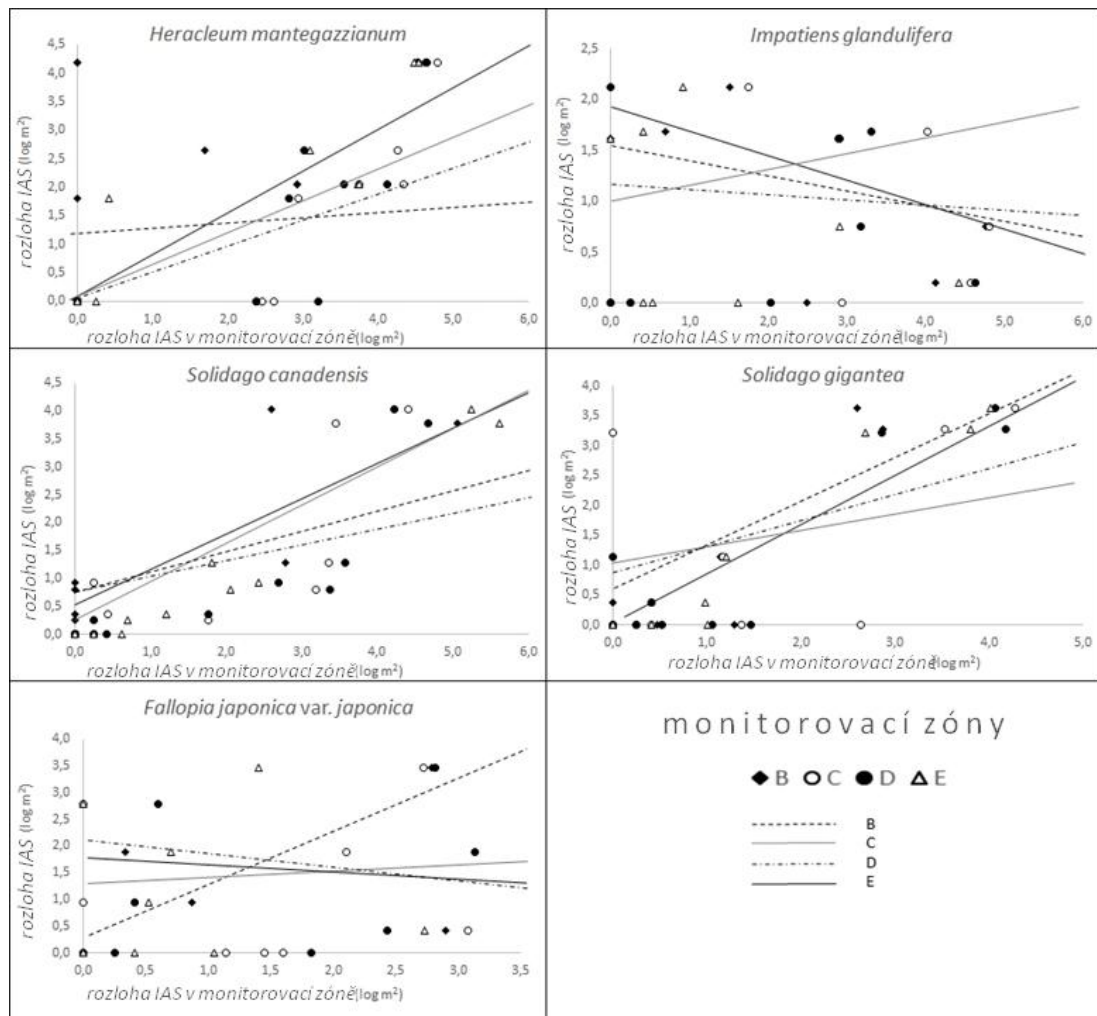 Heracleum mantegazzianum
rozloha IAS (log m²)
4,5
4,0
3,5
3,0
2,5
2,0
1,5
1,0
0,5
0,0
0,0 1,0 2,0 3,0 4,0 5,0 6,0
rozloha IAS v monitorovací zóně (log m²)
Impatiens glandulifera
rozloha IAS (log m²)
2,5
2,0
1,5
1,0
0,5
0,0
0,0 1,0 2,0 3,0 4,0 5,0 6,0
rozloha IAS v monitorovací zóně (log m²)
Solidago canadensis
rozloha IAS (log m²)
4,5
4,0
3,5
3,0
2,5
2,0
1,5
1,0
0,5
0,0
0,0 1,0 2,0 3,0 4,0 5,0 6,0
rozloha IAS v monitorovací zóně (log m²)
Solidago gigantea
rozloha IAS (log m²)
4,0
3,5
3,0
2,5
2,0
1,5
1,0
0,5
0,0
0,0 1,0 2,0 3,0 4,0 5,0
rozloha IAS v monitorovací zóně (log m²)
Fallopia japonica var. japonica
rozloha IAS (log m²)
4,0
3,5
3,0
2,5
2,0
1,5
1,0
0,5
0,0
0,0 0,5 1,0 1,5 2,0 2,5 3,0 3,5
rozloha IAS v monitorovací zóně (log m²)
monitorovací zóny
B C D E
B
C
D
E